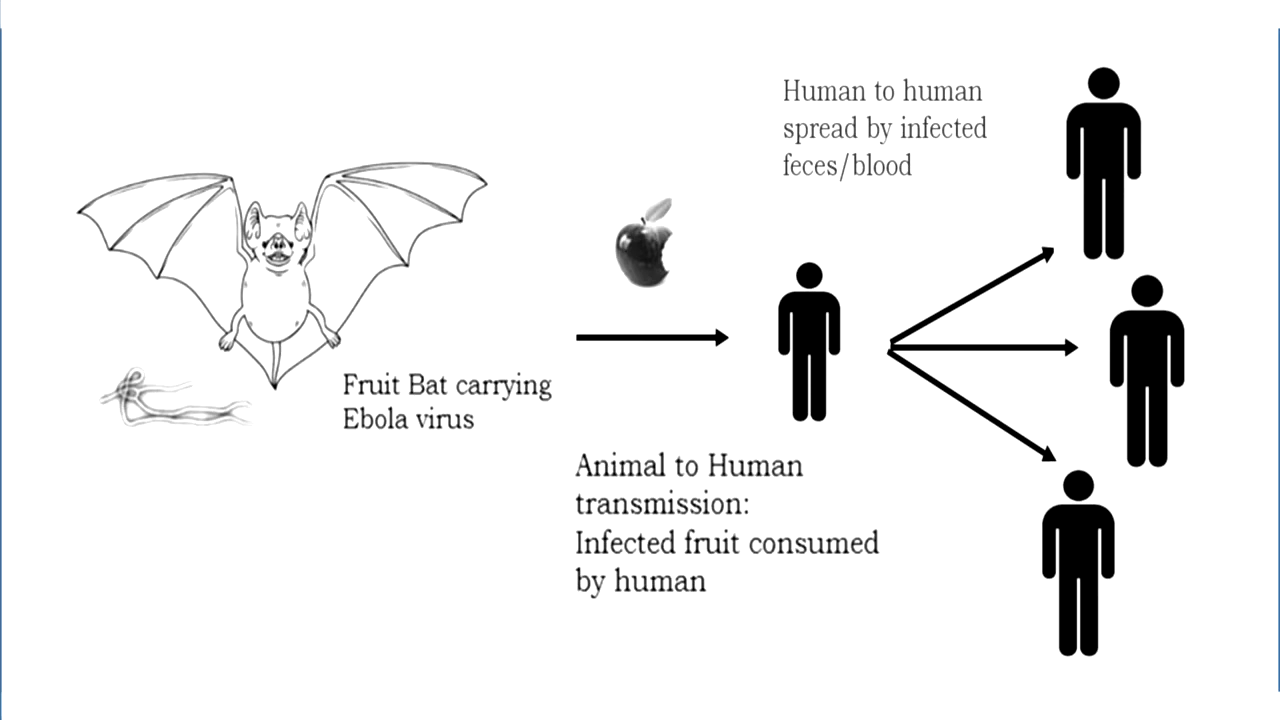 Human to human
spread by infected
feces/blood
Fruit Bat carrying
Ebola virus
Animal to Human
transmission:
Infected fruit consumed
by human